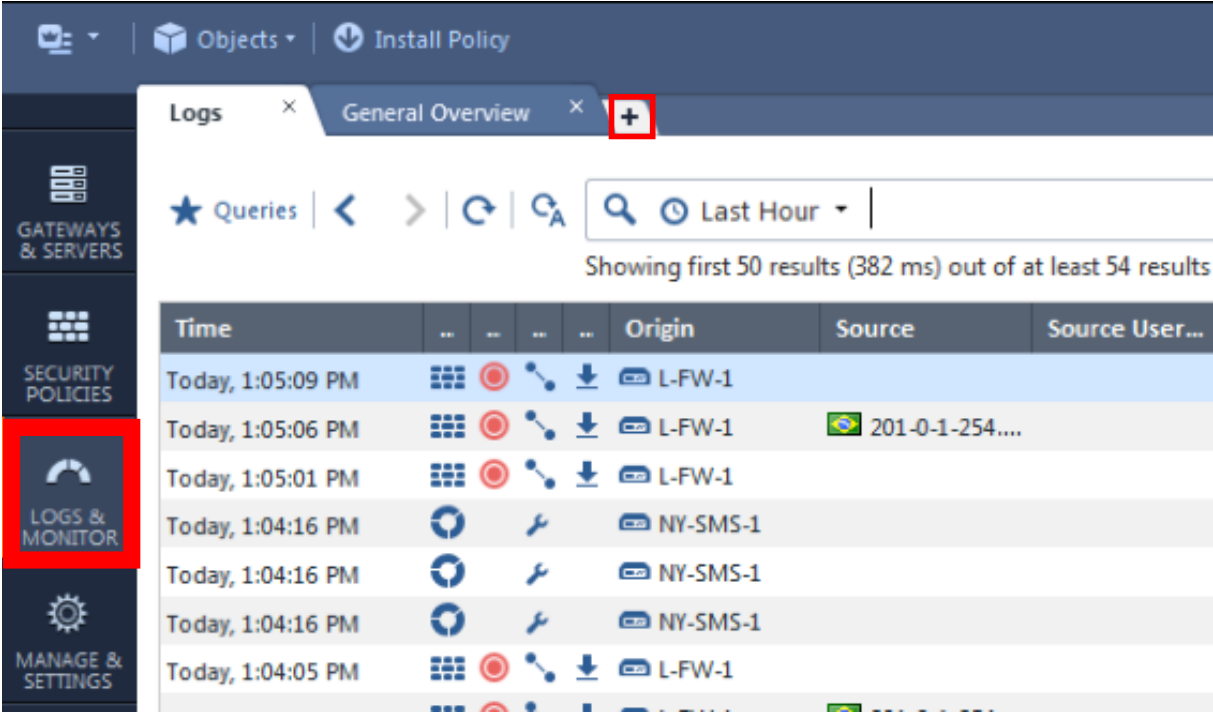 Objects Install Policy
Logs × General Overview × +
GATEWAYS
& SERVERS
SECURITY
POLICIES
LOGS &
MONITOR
MANAGE &
SETTINGS
Queries Last Hour
Showing first 50 results (382 ms) out of at least 54 results
Time ... ... ... ... Origin Source Source User...
Today, 1:05:09 PM L-FW-1
Today, 1:05:06 PM L-FW-1 201-0-1-254....
Today, 1:05:01 PM L-FW-1
Today, 1:04:16 PM NY-SMS-1
Today, 1:04:16 PM NY-SMS-1
Today, 1:04:16 PM NY-SMS-1
Today, 1:04:05 PM L-FW-1